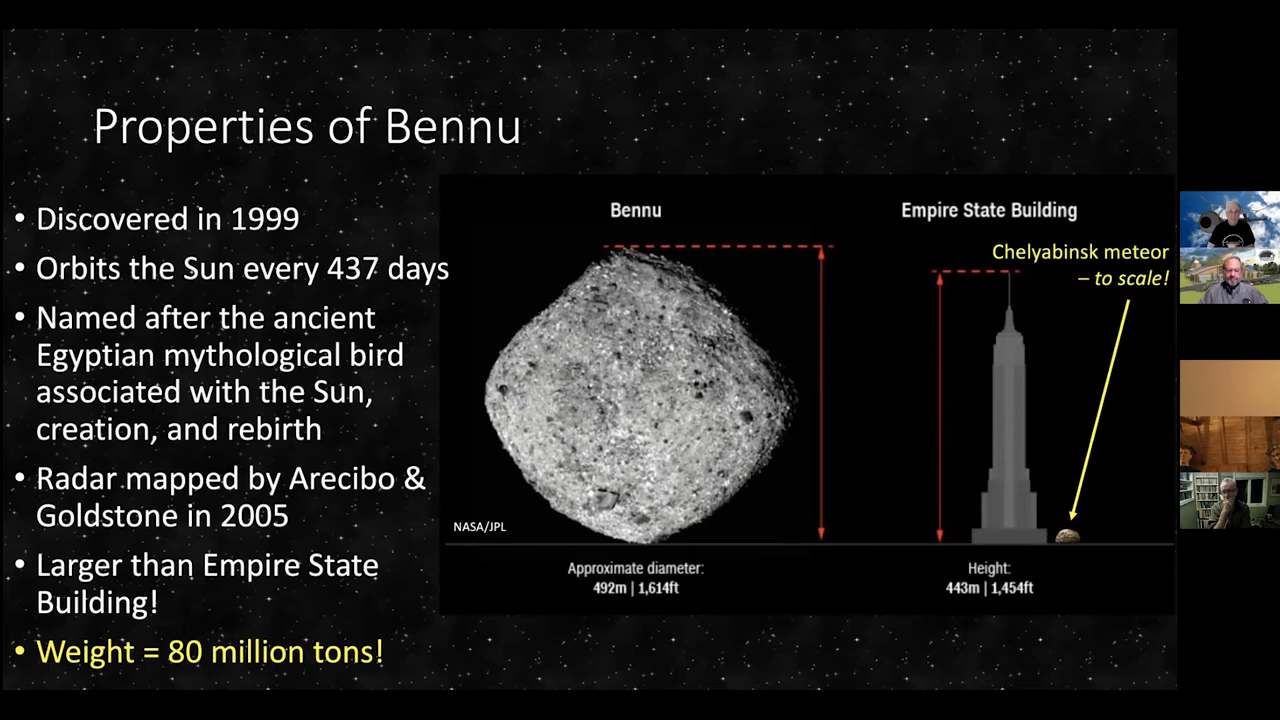 Properties of Bennu
• Discovered in 1999
• Orbits the Sun every 437 days
• Named after the ancient
Egyptian mythological bird
associated with the Sun,
creation, and rebirth
• Radar mapped by Arecibo &
Goldstone in 2005
• Larger than Empire State
Building!
• Weight = 80 million tons!
Bennu
NASA/JPL
Approximate diameter:
492m | 1,614ft
Empire State Building
Chelyabinsk meteor
– to scale!
Height:
443m | 1,454ft